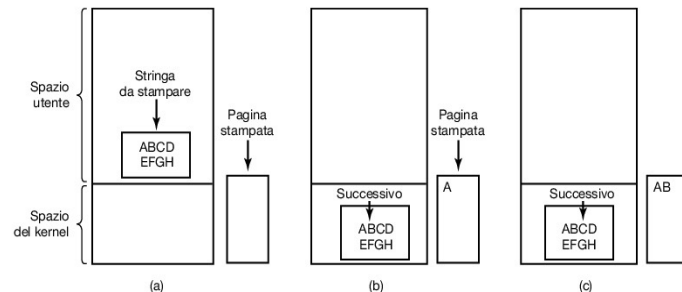 Spazio
utente
Stringa
da stampare
ABCD
EFGH
Pagina
stampata
Spazio
del kernel
(a)
Pagina
stampata
A
Successivo
ABCD
EFGH
(b)
Successivo
ABCD
EFGH
AB
(c)